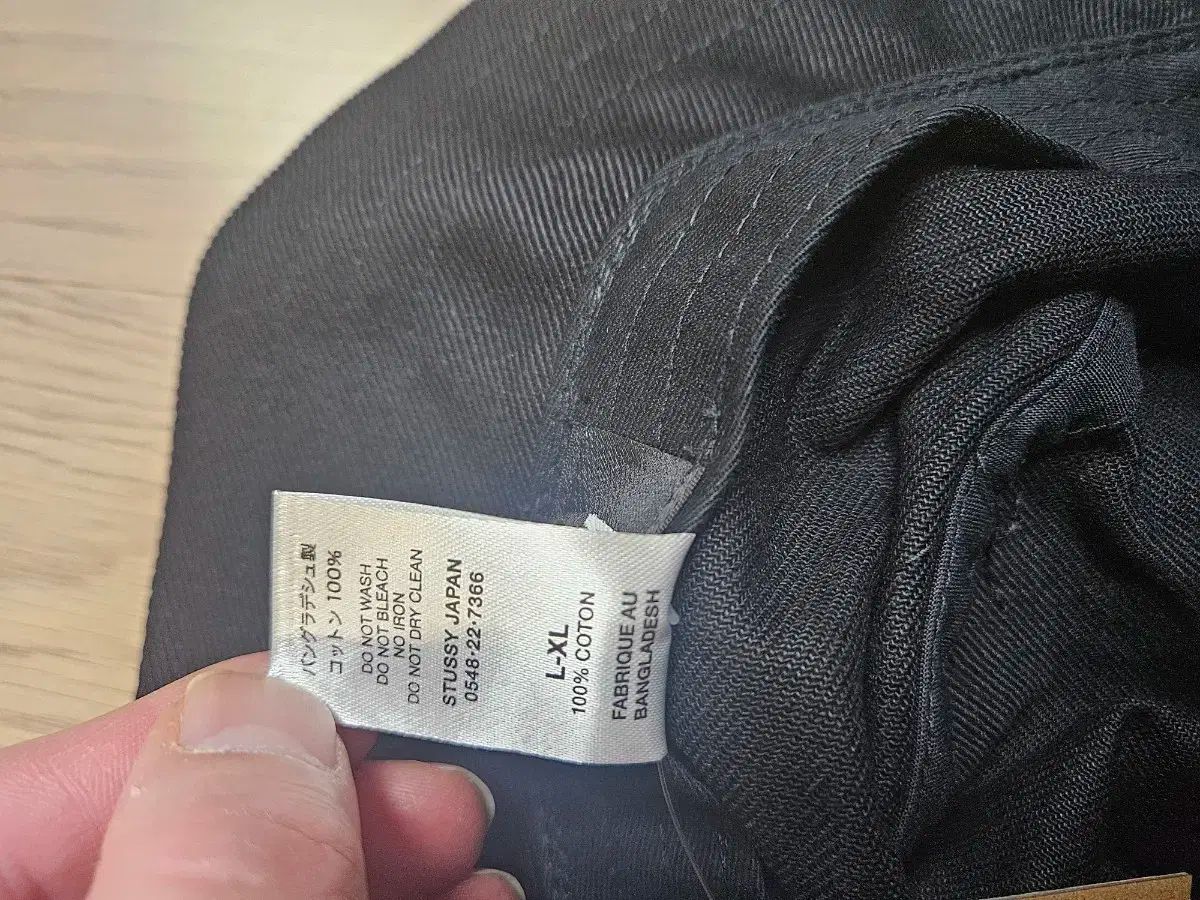 バングラデシュ製
コットン 100%
DO NOT WASH
DO NOT BLEACH
NO IRON
DO NOT DRY CLEAN
STUSSY JAPAN
0548-22-7366
L-XL
100% COTON
FABRIQUE AU
BANGLADESH